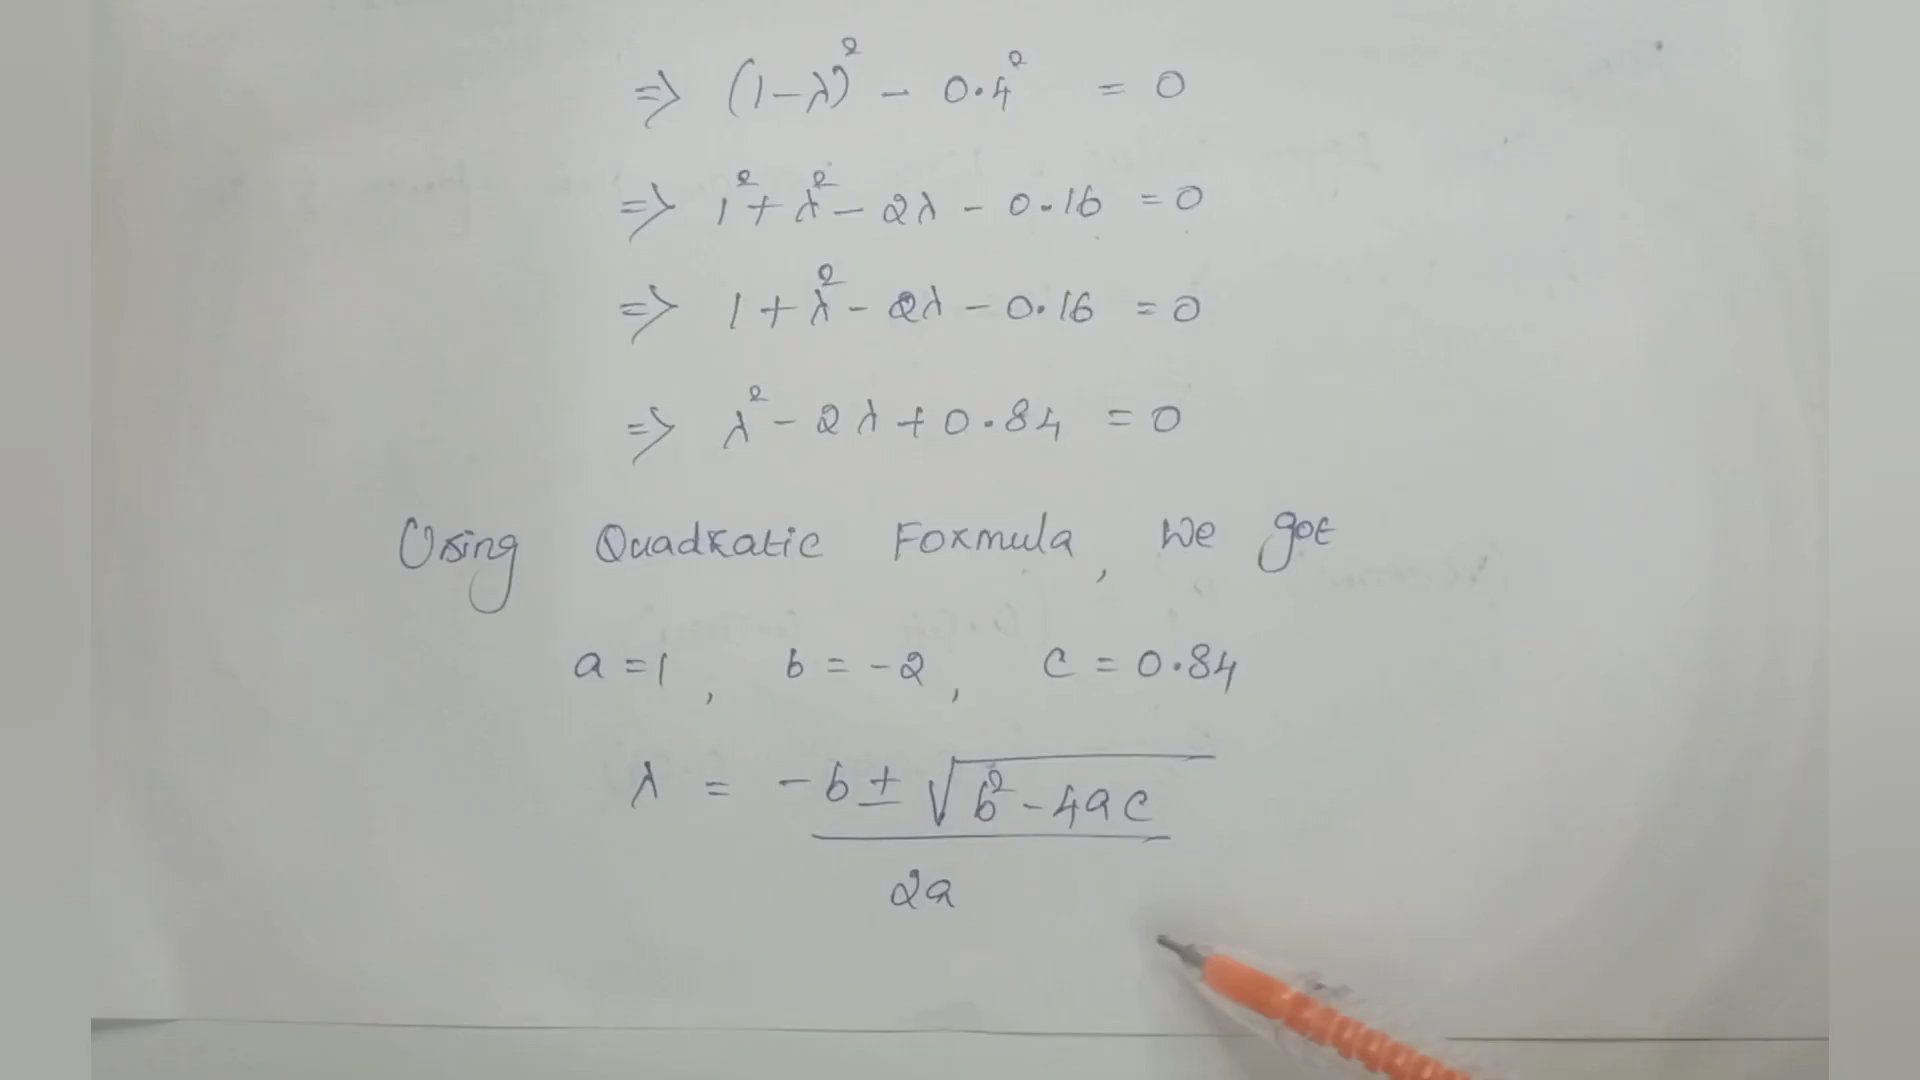 => (1-λ)² - 0.4² = 0
=> 1² + λ² - 2λ - 0.16 = 0
=> 1 + λ² - 2λ - 0.16 = 0
=> λ² - 2λ + 0.84 = 0
Using Quadratic Formula, We got
a = 1, b = -2, c = 0.84
λ = -b ± √b² - 4ac
2a